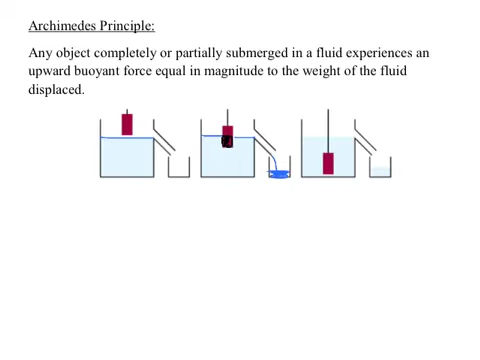 Archimedes Principle:
Any object completely or partially submerged in a fluid experiences an
upward buoyant force equal in magnitude to the weight of the fluid
displaced.